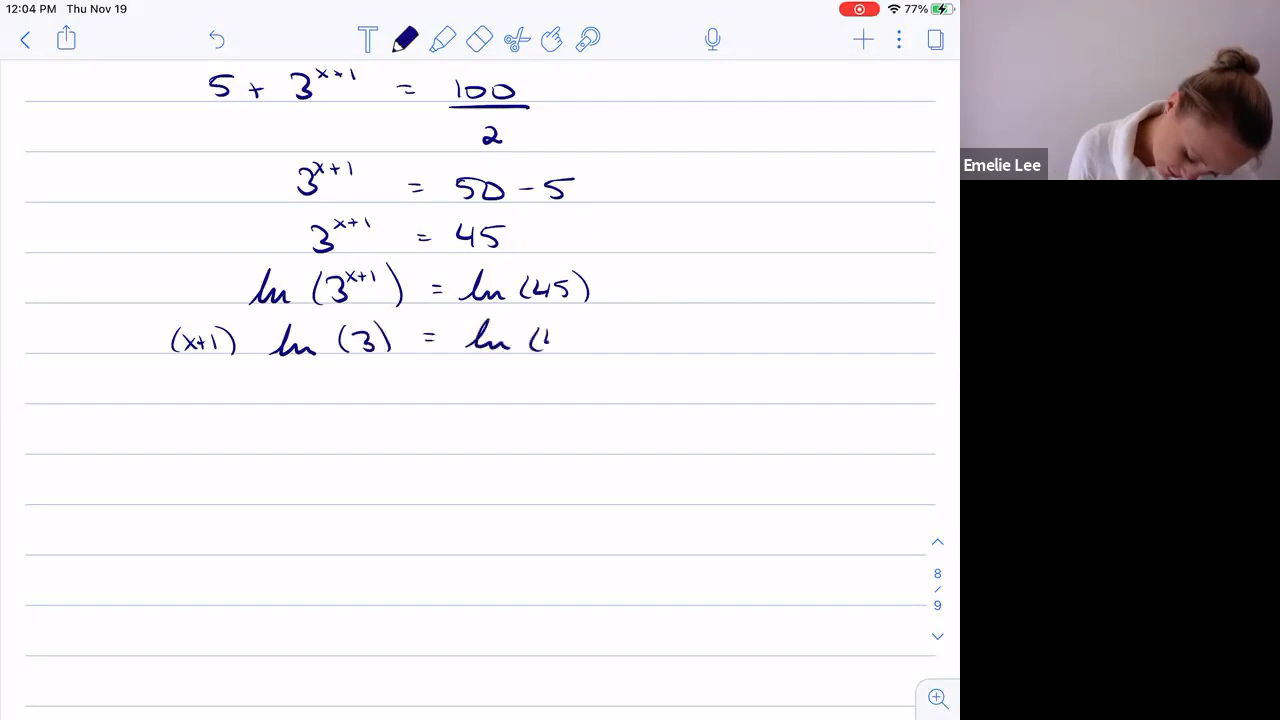 12:04 PM Thu Nov 19 77%
T
5 + 3^{x+1} = 100/2
3^{x+1} = 50 - 5
3^{x+1} = 45
ln (3^{x+1}) = ln (45)
(x+1) ln (3) = ln (
Emelie Lee
8
/
9